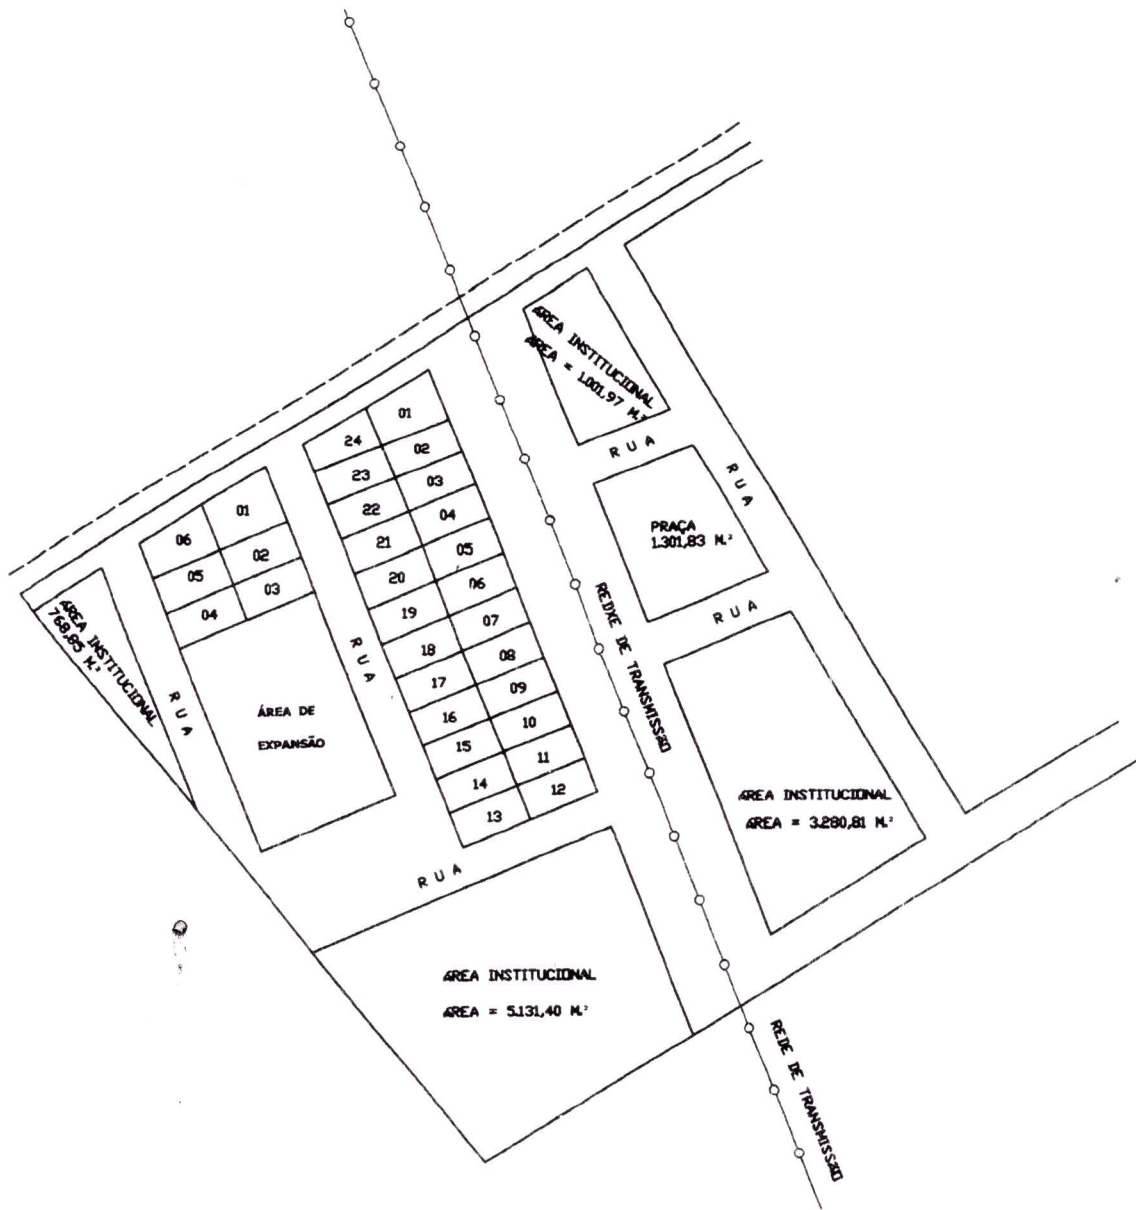 ÁREA INSTITUCIONAL
ÁREA = 1.001,97 M.²
RUA
RUA
PRAÇA
1.301,83 M.²
RUA
01
24
02
23
03
22
04
21
05
20
06
19
07
18
08
17
09
16
10
15
11
14
12
13
01
06
02
05
03
04
ÁREA INSTITUCIONAL
768,85 M.²
RUA
RUA
ÁREA DE
EXPANSÃO
REDXE DE TRANSMISSÃO
ÁREA INSTITUCIONAL
ÁREA = 3.280,81 M.²
RUA
ÁREA INSTITUCIONAL
ÁREA = 5.131,40 M.²
REDE DE TRANSMISSÃO